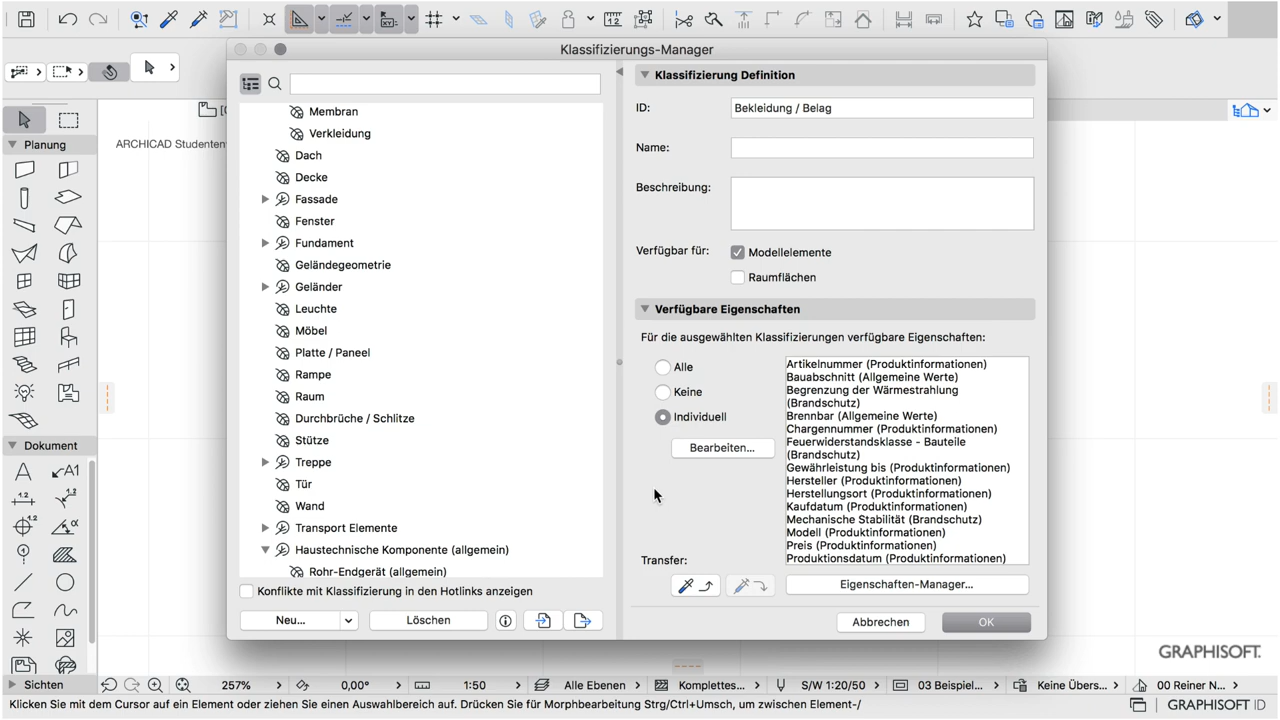 Klassifizierungs-Manager
ARCHICAD Studenten
Planung
Dokument
Sichten
Membran
Verkleidung
Dach
Decke
Fassade
Fenster
Fundament
Geländegeometrie
Geländer
Leuchte
Möbel
Platte / Paneel
Rampe
Raum
Durchbrüche / Schlitze
Stütze
Treppe
Tür
Wand
Transport Elemente
Haustechnische Komponente (allgemein)
Rohr-Endgerät (allgemein)
Konflikte mit Klassifizierung in den Hotlinks anzeigen
Neu...
Löschen
Klassifizierung Definition
ID:
Bekleidung / Belag
Name:
Beschreibung:
Verfügbar für:
Modellelemente
Raumflächen
Verfügbare Eigenschaften
Für die ausgewählten Klassifizierungen verfügbare Eigenschaften:
Alle
Keine
Individuell
Bearbeiten...
Artikelnummer (Produktinformationen)
Bauabschnitt (Allgemeine Werte)
Begrenzung der Wärmestrahlung
(Brandschutz)
Brennbar (Allgemeine Werte)
Chargennummer (Produktinformationen)
Feuerwiderstandsklasse - Bauteile
(Brandschutz)
Gewährleistung bis (Produktinformationen)
Hersteller (Produktinformationen)
Herstellungsort (Produktinformationen)
Kaufdatum (Produktinformationen)
Mechanische Stabilität (Brandschutz)
Modell (Produktinformationen)
Preis (Produktinformationen)
Produktionsdatum (Produktinformationen)
Transfer:
Eigenschaften-Manager...
Abbrechen
OK
GRAPHISOFT.
257%
0,00°
1:50
Alle Ebenen
Komplettes...
S/W 1:20/50
03 Beispiel...
Keine Übers...
00 Reiner N...
Klicken Sie mit dem Cursor auf ein Element oder ziehen Sie einen Auswahlbereich auf. Drücken Sie für Morphbearbeitung Strg/Ctrl+Umsch, um zwischen Element-/
GRAPHISOFT ID